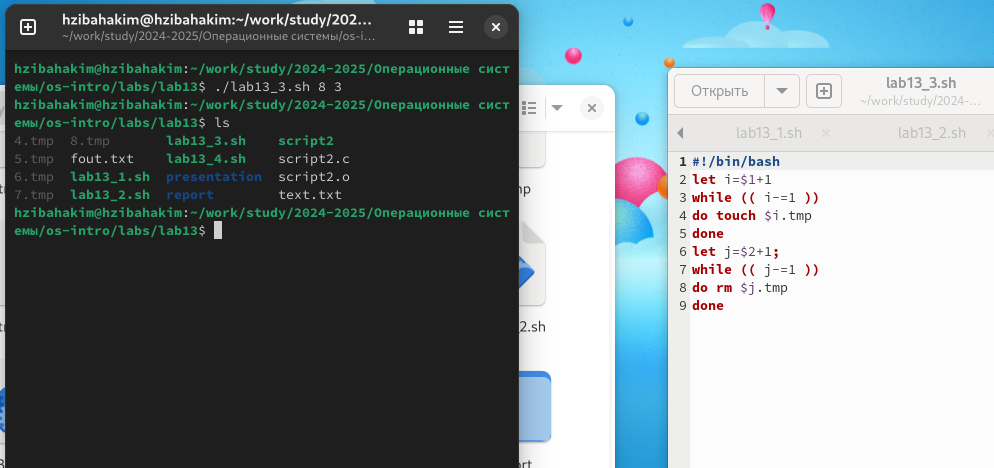 hzibahakim@hzibahakim:~/work/study/202...
~/work/study/2024-2025/Операционные системы/os-i...
hzibahakim@hzibahakim:~/work/study/2024-2025/Операционные сист
емы/os-intro/labs/lab13$ ./lab13_3.sh 8 3
hzibahakim@hzibahakim:~/work/study/2024-2025/Операционные сист
емы/os-intro/labs/lab13$ ls
4.tmp 8.tmp lab13_3.sh script2
5.tmp fout.txt lab13_4.sh script2.c
6.tmp lab13_1.sh presentation script2.o
7.tmp lab13_2.sh report text.txt
hzibahakim@hzibahakim:~/work/study/2024-2025/Операционные сист
емы/os-intro/labs/lab13$
_2.sh
Открыть
lab13_3.sh
~/work/study/2024-...
lab13_1.sh
lab13_2.sh
1 #!/bin/bash
2 let i=$1+1
3 while (( i-=1 ))
4 do touch $i.tmp
5 done
6 let j=$2+1;
7 while (( j-=1 ))
8 do rm $j.tmp
9 done